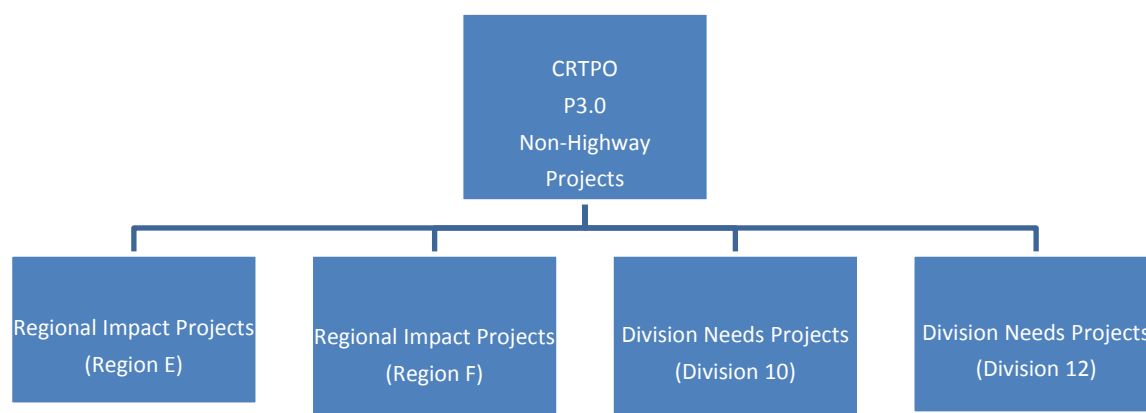 CRTPO
P3.0
Non-Highway
Projects
Regional Impact Projects
(Region E)
Regional Impact Projects
(Region F)
Division Needs Projects
(Division 10)
Division Needs Projects
(Division 12)